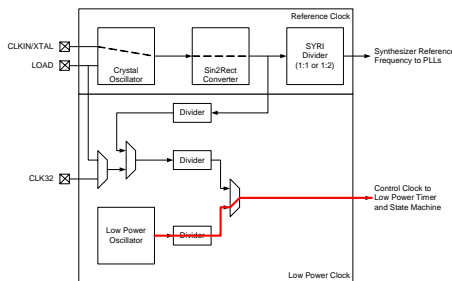 Reference Clock
CLKIN/XTAL
LOAD
Crystal
Oscillator
Sin2Rect
Converter
SYRI
Divider
(1:1 or 1:2)
Synthesizer Reference
Frequency to PLLs
Divider
CLK32
Divider
Control Clock to
Low Power Timer
and State Machine
Low Power
Oscillator
Divider
Low Power Clock